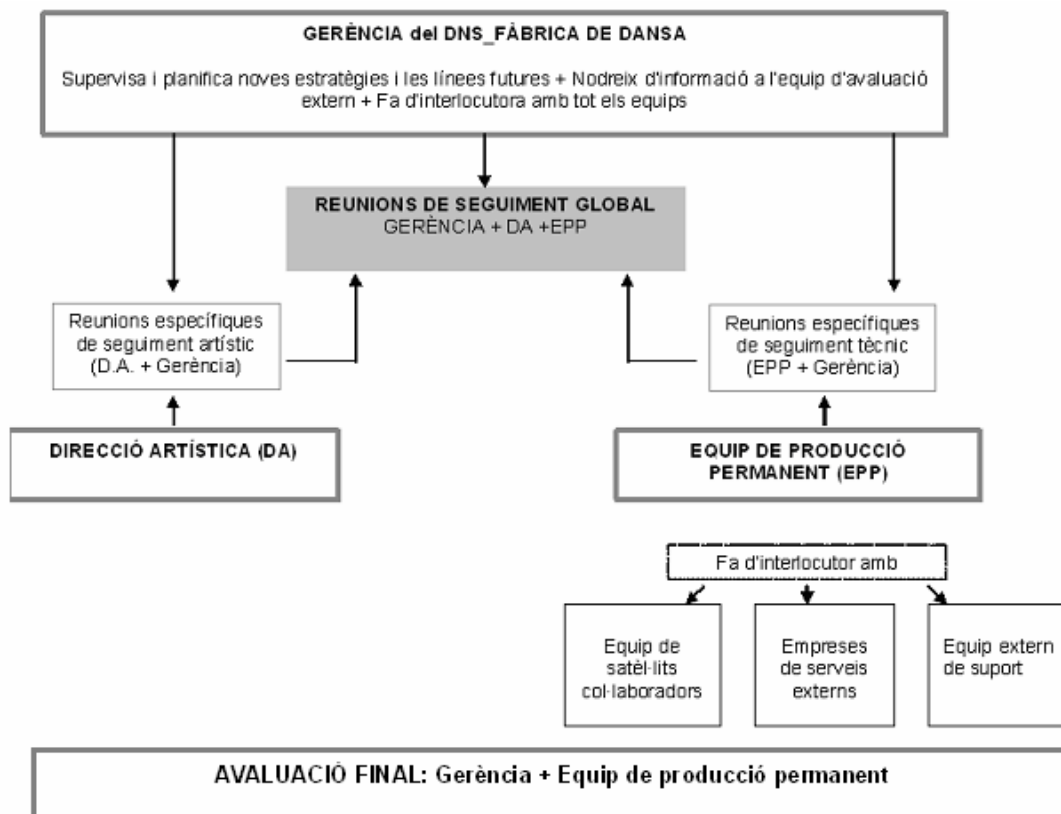 GERÈNCIA del DNS_FÀBRICA DE DANSA
Supervisa i planifica noves estratègies i les línees futures + Nodreix d'informació a l'equip d'avaluació
extern + Fa d'interlocutora amb tot els equips
REUNIONS DE SEGUIMENT GLOBAL
GERÈNCIA + DA +EPP
Reunions específiques
de seguiment artístic
(D.A. + Gerència)
Reunions específiques
de seguiment tècnic
(EPP + Gerència)
DIRECCIÓ ARTÍSTICA (DA)
EQUIP DE PRODUCCIÓ
PERMANENT (EPP)
Fa d'interlocutor amb
Equip de
satèl·lits
col·laboradors
Empreses
de serveis
externs
Equip extern
de suport
AVALUACIÓ FINAL: Gerència + Equip de producció permanent